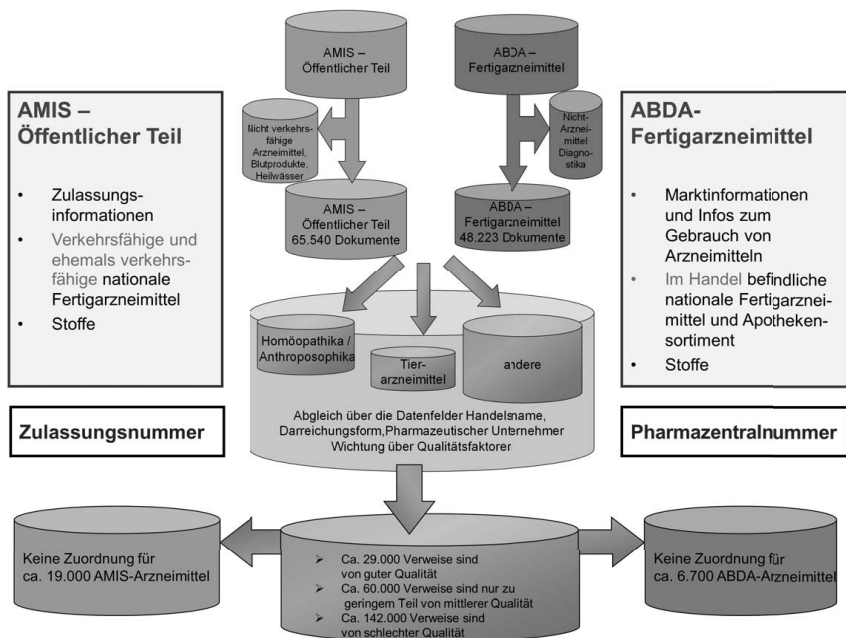 AMIS –
Öffentlicher Teil
ABDA –
Fertigarzneimittel
Nicht verkehrs-
fähige
Arzneimittel,
Blutprodukte,
Heilwässer
Nicht-
Arznei-
mittel
Diagno-
stika
AMIS –
Öffentlicher Teil
65.540 Dokumente
ABDA –
Fertigarzneimittel
48.223 Dokumente
AMIS –
Öffentlicher Teil
• Zulassungs-
informationen
• Verkehrsfähige und
ehemals verkehrs-
fähige nationale
Fertigarzneimittel
• Stoffe
ABDA-
Fertigarzneimittel
• Marktinformationen
und Infos zum
Gebrauch von
Arzneimitteln
• Im Handel befindliche
nationale Fertigarznei-
mittel und Apotheken-
sortiment
• Stoffe
Homöopathika /
Anthroposophika
Tier-
arzneimittel
andere
Abgleich über die Datenfelder Handelsname,
Darreichungsform,Pharmazeutischer Unternehmer
Wichtung über Qualitätsfaktoren
Zulassungsnummer
Pharmazentralnummer
Keine Zuordnung für
ca. 19.000 AMIS-Arzneimittel
➢ Ca. 29.000 Verweise sind
von guter Qualität
➢ Ca. 60.000 Verweise sind nur zu
geringem Teil von mittlerer Qualität
➢ Ca. 142.000 Verweise sind
von schlechter Qualität
Keine Zuordnung für
ca. 6.700 ABDA-Arzneimittel